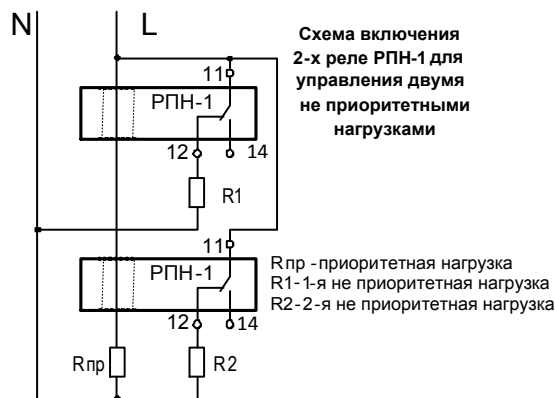 N
L
Схема включения
2-х реле РПН-1 для
управления двумя
не приоритетными
нагрузками
11
РПН-1
12
14
R1
11
РПН-1
12
14
Rпр -приоритетная нагрузка
R1-1-я не приоритетная нагрузка
R2-2-я не приоритетная нагрузка
Rпр
R2